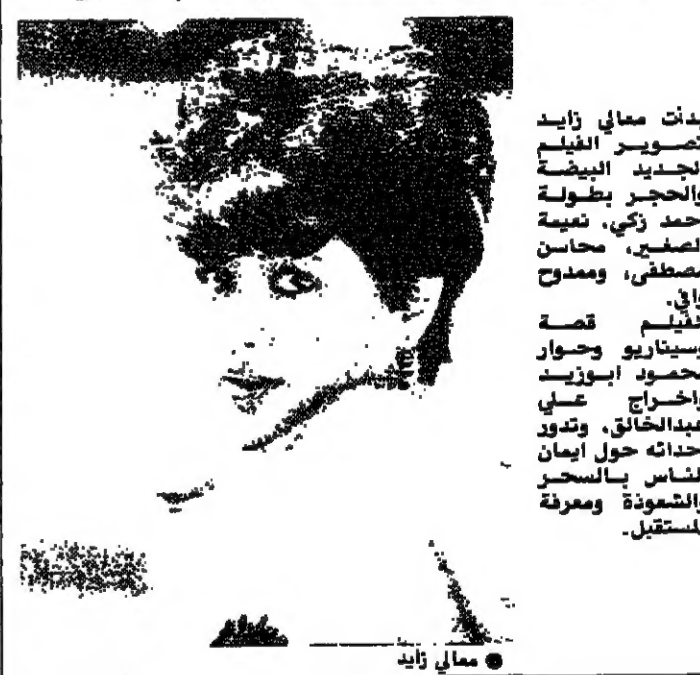 بدأت معالي زايد
تصوير الفيلم
الجديد البيضة
والحجر بطولة
احمد زكي، نعيمة
الصغير، محاسن
مصطفى، وممدوح
وافي.
الفيلم قصة
وسيناريو وحوار
محمود ابوزيد
واخراج علي
عبدالخالق، وتدور
احداثه حول ايمان
الناس بالسحر
والشعوذة ومعرفة
المستقبل.
● معالي زايد